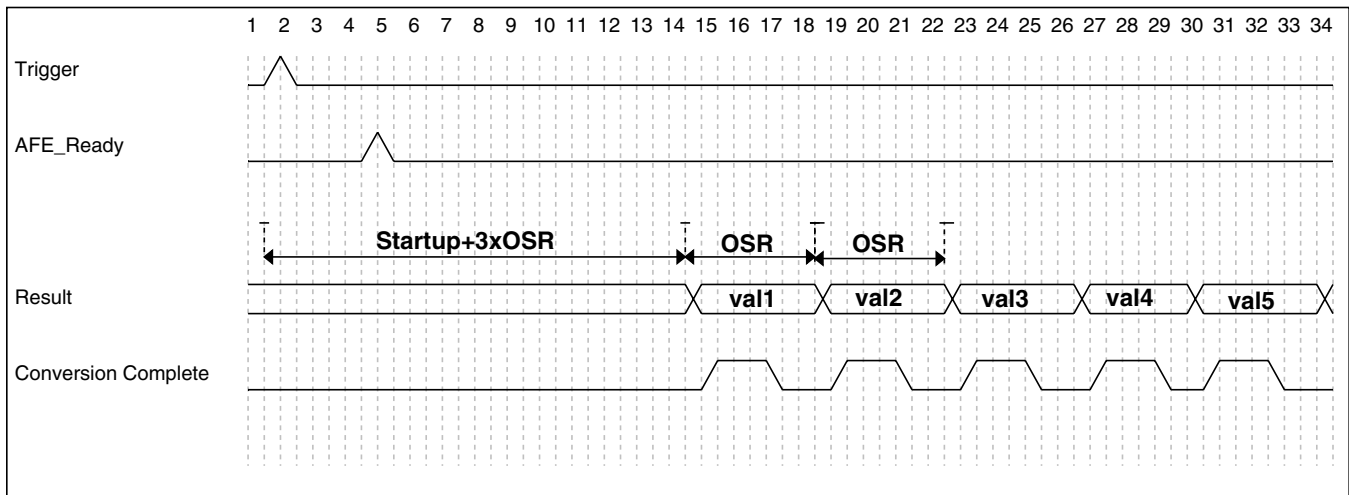 1 2 3 4 5 6 7 8 9 10 11 12 13 14 15 16 17 18 19 20 21 22 23 24 25 26 27 28 29 30 31 32 33 34
Trigger
AFE_Ready
Startup+3xOSR OSR OSR
Result val1 val2 val3 val4 val5
Conversion Complete